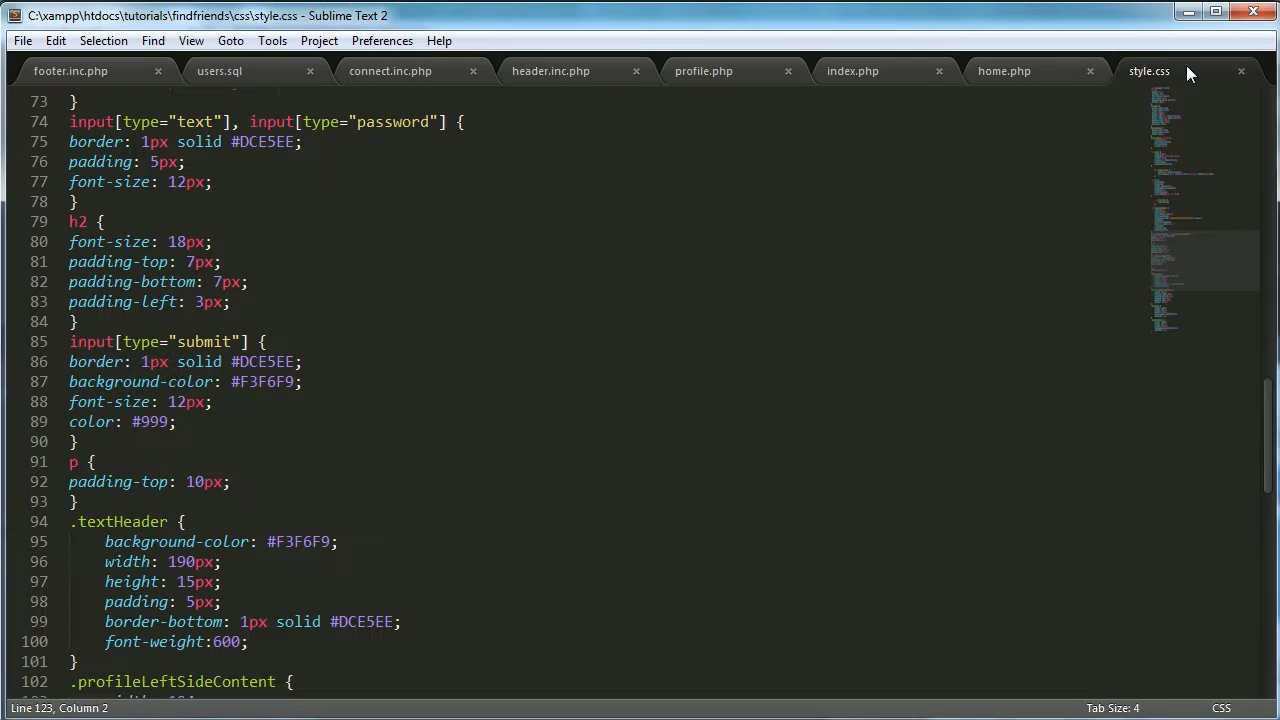 C:\xampp\htdocs\tutorials\findfriends\css\style.css - Sublime Text 2
File Edit Selection Find View Goto Tools Project Preferences Help
footer.inc.php users.sql connect.inc.php header.inc.php profile.php index.php home.php style.css
73 }
74 input[type="text"], input[type="password"] {
75 border: 1px solid #DCE5EE;
76 padding: 5px;
77 font-size: 12px;
78 }
79 h2 {
80 font-size: 18px;
81 padding-top: 7px;
82 padding-bottom: 7px;
83 padding-left: 3px;
84 }
85 input[type="submit"] {
86 border: 1px solid #DCE5EE;
87 background-color: #F3F6F9;
88 font-size: 12px;
89 color: #999;
90 }
91 p {
92 padding-top: 10px;
93 }
94 .textHeader {
95 background-color: #F3F6F9;
96 width: 190px;
97 height: 15px;
98 padding: 5px;
99 border-bottom: 1px solid #DCE5EE;
100 font-weight:600;
101 }
102 .profileLeftSideContent {
Line 123, Column 2 Tab Size: 4 CSS